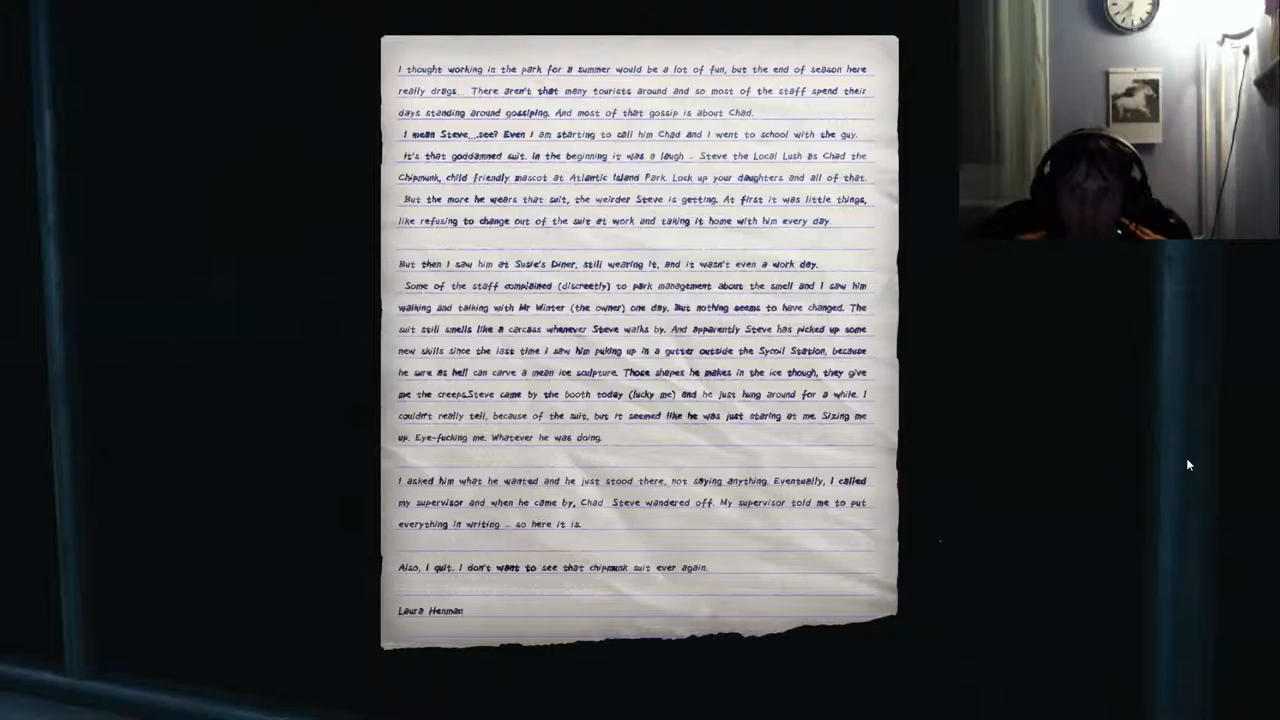 I thought working in the park for a summer would be a lot of fun, but the end of season here
really drags... There aren't that many tourists around and so most of the staff spend their
days standing around gossiping. And most of that gossip is about Chad.
I mean Steve....see? Even I am starting to call him Chad and I went to school with the guy.
It's that goddamned suit. In the beginning it was a laugh - Steve the Local Lush as Chad the
Chipmunk, child friendly mascot at Atlantic Island Park. Lock up your daughters and all of that.
But the more he wears that suit, the weirder Steve is getting. At first it was little things,
like refusing to change out of the suit at work and taking it home with him every day.
But then I saw him at Susie's Diner, still wearing it, and it wasn't even a work day.
Some of the staff complained (discreetly) to park management about the smell and I saw him
walking and talking with Mr Winter (the owner) one day. But nothing seems to have changed. The
suit still smells like a carcass whenever Steve walks by. And apparently Steve has picked up some
new skills since the last time I saw him puking up in a gutter outside the Sycoil Station, because
he sure as hell can carve a mean ice sculpture. Those shapes he makes in the ice though, they give
me the creeps.Steve came by the booth today (lucky me) and he just hung around for a while. I
couldn't really tell, because of the suit, but it seemed like he was just staring at me. Sizing me
up. Eye-fucking me. Whatever he was doing.
I asked him what he wanted and he just stood there, not saying anything. Eventually, I called
my supervisor and when he came by, Chad.. Steve wandered off. My supervisor told me to put
everything in writing - so here it is.
Also, I quit. I don't want to see that chipmunk suit ever again.
Laura Henman